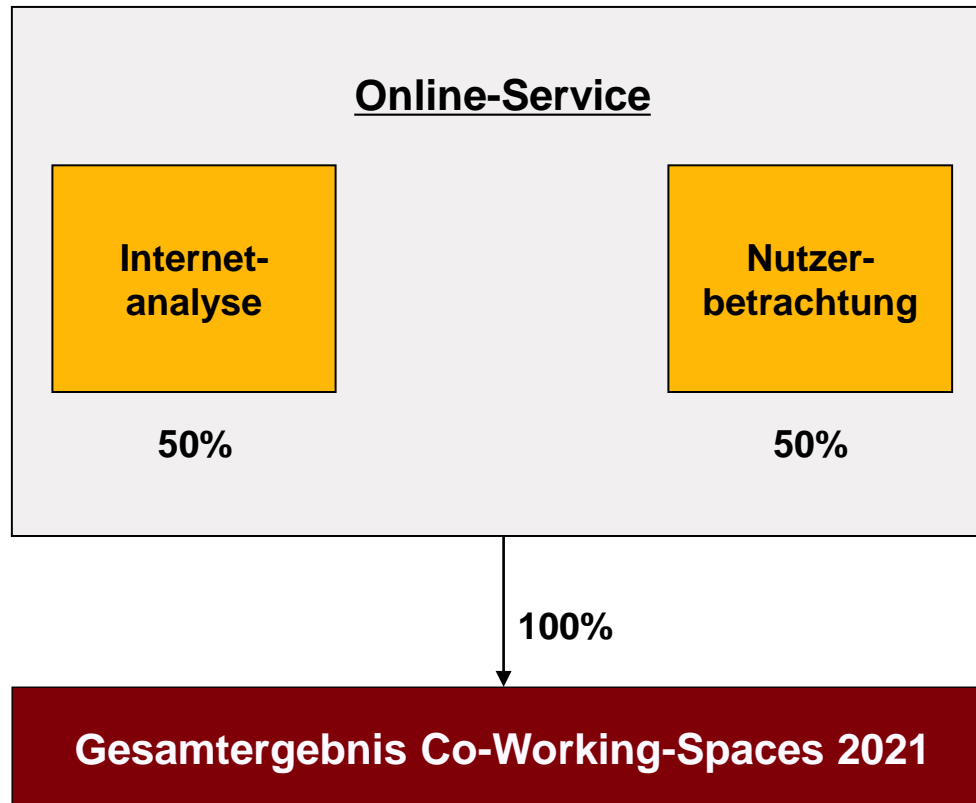 Online-Service
Internet-
analyse
Nutzer-
betrachtung
50%
50%
100%
Gesamtergebnis Co-Working-Spaces 2021